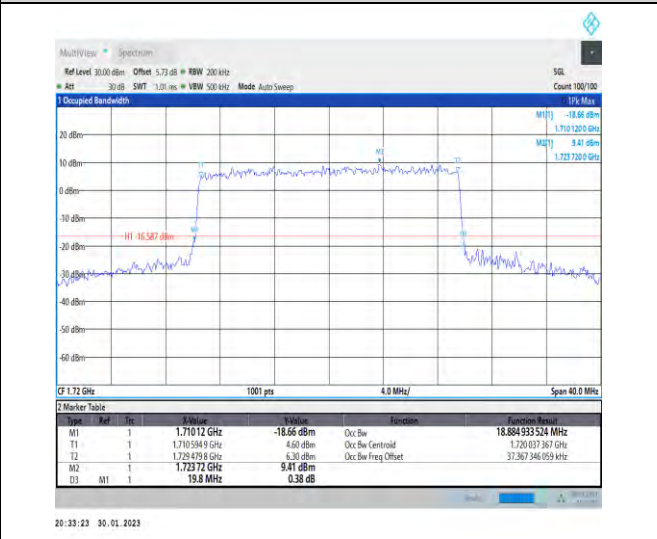 MultiView Spectrum
Ref Level 30.00 dBm Offset 5.73 dB RBW 200 kHz SGL
Att 30 dB SWT 1.01 ms VBW 500 kHz Mode Auto Sweep Count 100/100
1 Occupied Bandwidth 1Pk Max
M1[1] -18.66 dBm
1.710 120 0 GHz
M2[1] 9.41 dBm
1.723 720 0 GHz
20 dBm
M2
T1
10 dBm
0 dBm
-10 dBm
H1 -16.587 dBm
-20 dBm
-30 dBm
-40 dBm
-50 dBm
-60 dBm
CF 1.72 GHz 1001 pts 4.0 MHz/ Span 40.0 MHz
2 Marker Table
Type Ref Trc X-Value Y-Value Function Function Result
M1 1 1.71012 GHz -18.66 dBm Occ Bw 18.884 933 524 MHz
T1 1 1.710 594 9 GHz 4.60 dBm Occ Bw Centroid 1.720 037 367 GHz
T2 1 1.729 479 8 GHz 6.30 dBm Occ Bw Freq Offset 37.367 346 059 kHz
M2 1 1.723 72 GHz 9.41 dBm
D3 M1 1 19.8 MHz 0.38 dB
20:33:23 30.01.2023